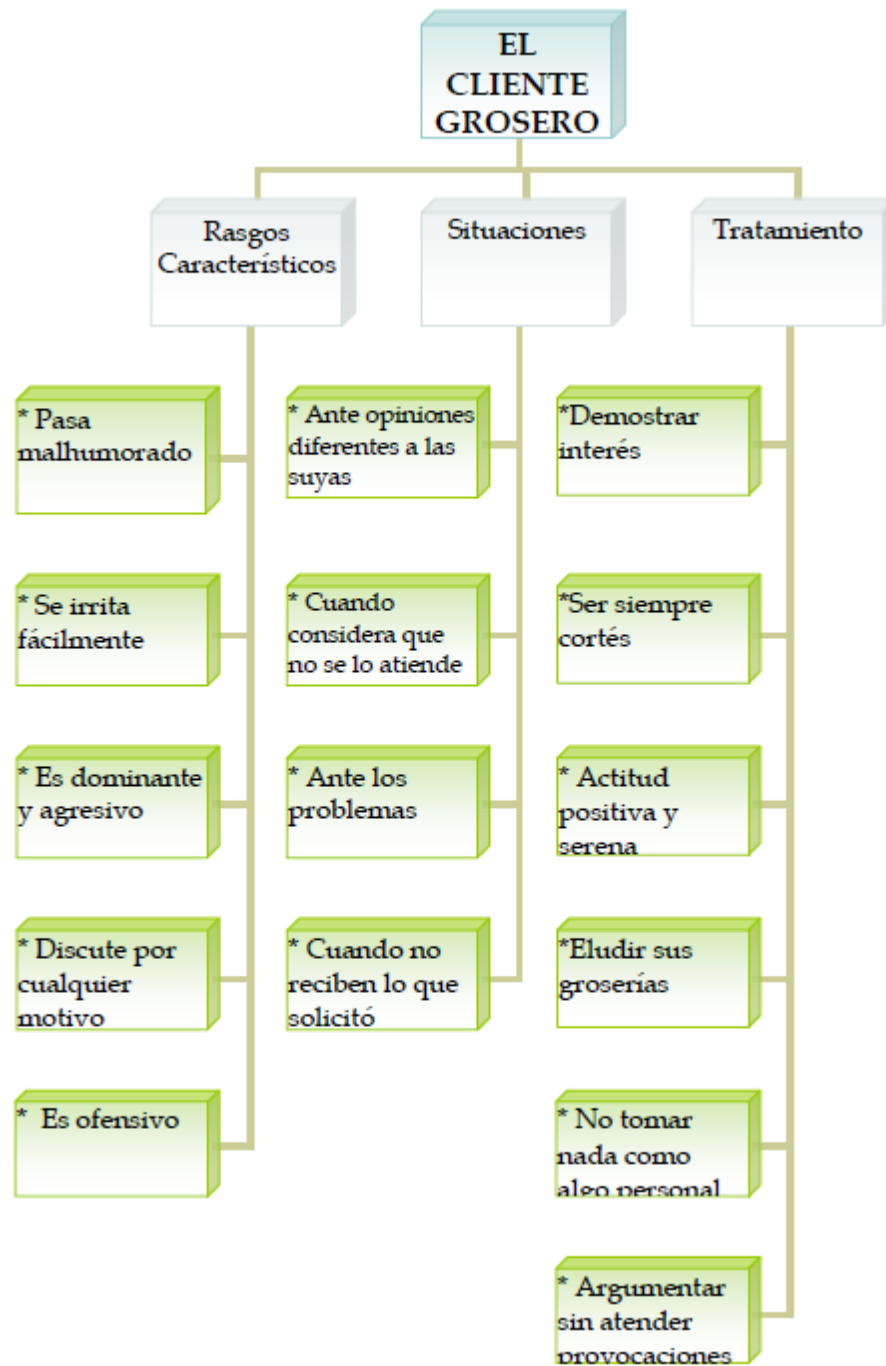 EL
CLIENTE
GROSERO
Rasgos
Característicos
* Pasa
malhumorado
* Se irrita
fácilmente
* Es dominante
y agresivo
* Discute por
cualquier
motivo
* Es ofensivo
Situaciones
* Ante opiniones
diferentes a las
suyas
* Cuando
considera que
no se lo atiende
* Ante los
problemas
* Cuando no
reciben lo que
solicitó
Tratamiento
*Demostrar
interés
*Ser siempre
cortés
* Actitud
positiva y
serena
*Eludir sus
groserías
* No tomar
nada como
algo personal
* Argumentar
sin atender
provocaciones